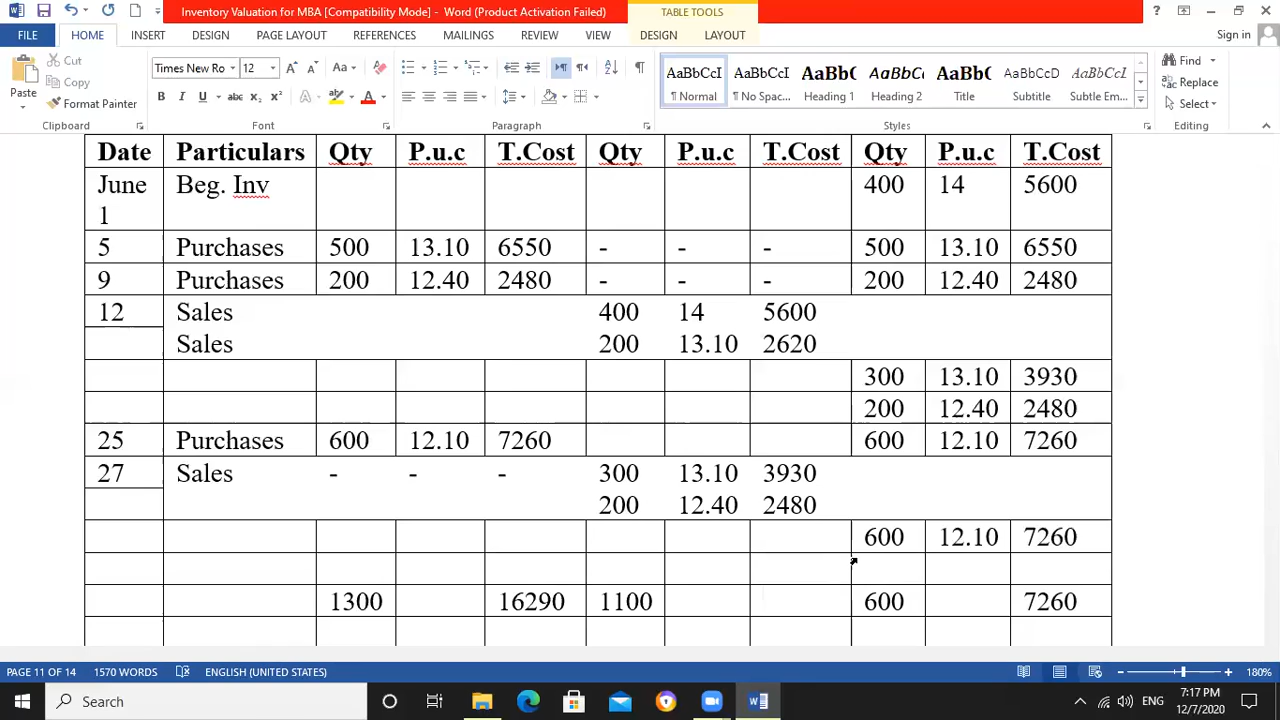 Inventory Valuation for MBA [Compatibility Mode] - Word (Product Activation Failed)
TABLE TOOLS
FILE HOME INSERT DESIGN PAGE LAYOUT REFERENCES MAILINGS REVIEW VIEW DESIGN LAYOUT Sign in
Paste
Cut
Copy
Format Painter
Times New Ro 12
Aa
B I U abc X₂ X²
AaBbCcI AaBbCcI AaBbC AaBbCc AaBbC AaBbCcD AaBbCcI
¶ Normal ¶ No Spac... Heading 1 Heading 2 Title Subtitle Subtle Em...
Find
Replace
Select
Clipboard Font Paragraph Styles Editing
Date Particulars Qty P.u.c T.Cost Qty P.u.c T.Cost Qty P.u.c T.Cost
June 1 Beg. Inv 400 14 5600
5 Purchases 500 13.10 6550 - - - 500 13.10 6550
9 Purchases 200 12.40 2480 - - - 200 12.40 2480
12 Sales 400 14 5600
Sales 200 13.10 2620
300 13.10 3930
200 12.40 2480
25 Purchases 600 12.10 7260 600 12.10 7260
27 Sales - - - 300 13.10 3930
200 12.40 2480
600 12.10 7260
1300 16290 1100 600 7260
PAGE 11 OF 14 1570 WORDS ENGLISH (UNITED STATES) 180%
Search
ENG
7:17 PM
12/7/2020